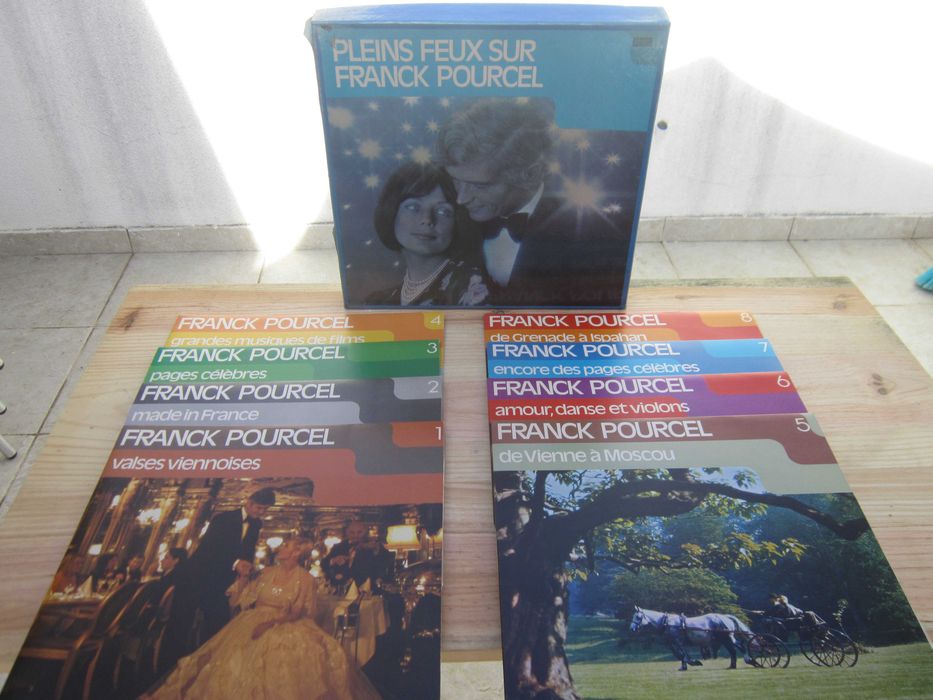 PLEINS FEUX SUR
FRANCK POURCEL
FRANCK POURCEL 4
grandes musiques de films
FRANCK POURCEL 3
pages célèbres
FRANCK POURCEL 2
made in France
FRANCK POURCEL 1
valses viennoises
FRANCK POURCEL 8
de Grenade à Ispahan
FRANCK POURCEL 7
encore des pages célèbres
FRANCK POURCEL 6
amour, danse et violons
FRANCK POURCEL 5
de Vienne à Moscou